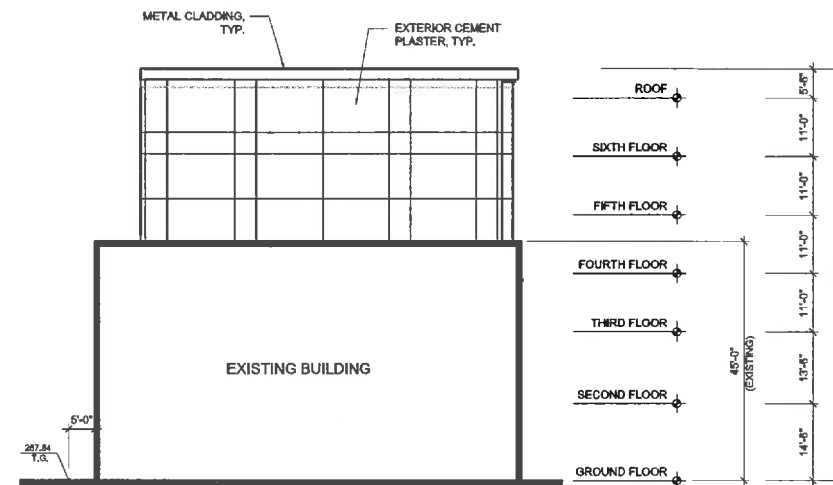 METAL CLADDING,
TYP.
EXTERIOR CEMENT
PLASTER, TYP.
ROOF
5'-6"
11'-0"
SIXTH FLOOR
11'-0"
FIFTH FLOOR
11'-0"
FOURTH FLOOR
11'-0"
THIRD FLOOR
EXISTING BUILDING
45'-0"
(EXISTING)
13'-6"
SECOND FLOOR
5'-0"
14'-6"
267.84
T.G.
GROUND FLOOR